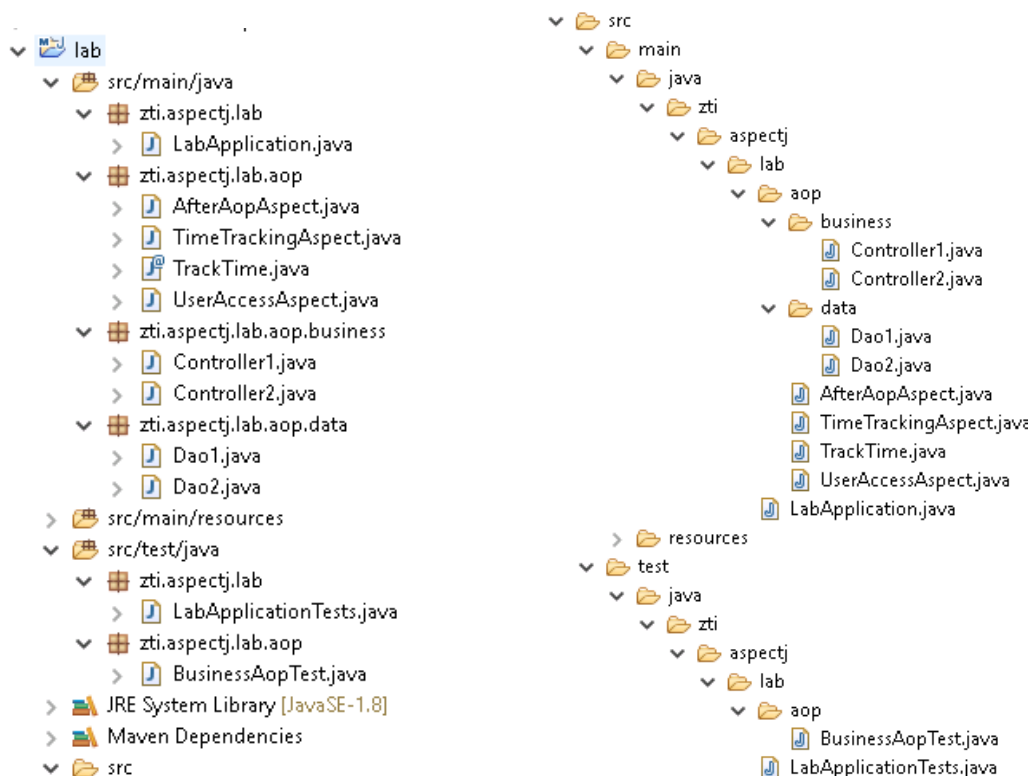 lab
src/main/java
zti.aspectj.lab
LabApplication.java
zti.aspectj.lab.aop
AfterAopAspect.java
TimeTrackingAspect.java
TrackTime.java
UserAccessAspect.java
zti.aspectj.lab.aop.business
Controller1.java
Controller2.java
zti.aspectj.lab.aop.data
Dao1.java
Dao2.java
src/main/resources
src/test/java
zti.aspectj.lab
LabApplicationTests.java
zti.aspectj.lab.aop
BusinessAopTest.java
JRE System Library [JavaSE-1.8]
Maven Dependencies
src
src
main
java
zti
aspectj
lab
aop
business
Controller1.java
Controller2.java
data
Dao1.java
Dao2.java
AfterAopAspect.java
TimeTrackingAspect.java
TrackTime.java
UserAccessAspect.java
LabApplication.java
resources
test
java
zti
aspectj
lab
aop
BusinessAopTest.java
LabApplicationTests.java